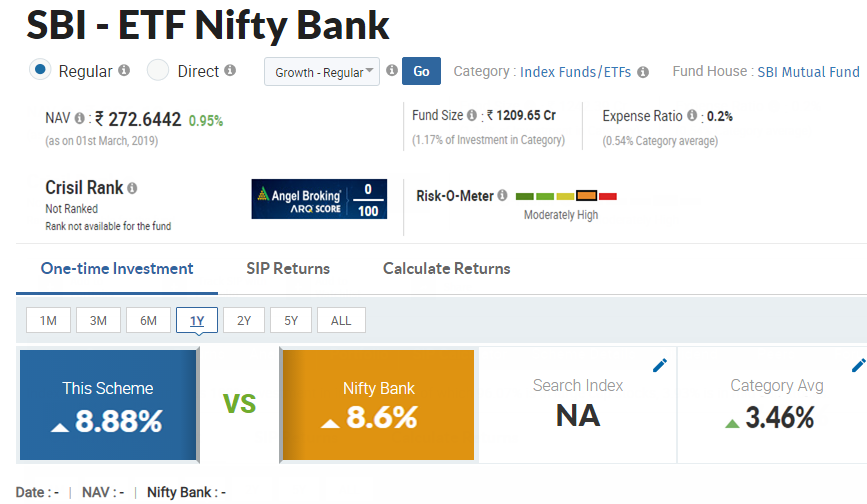 SBI - ETF Nifty Bank
Regular Direct Growth - Regular Go Category : Index Funds/ETFs Fund House : SBI Mutual Fund
NAV : ₹ 272.6442 0.95% Fund Size : ₹ 1209.65 Cr Expense Ratio : 0.2%
(as on 01st March, 2019) (1.17% of Investment in Category) (0.54% Category average)
Crisil Rank
Not Ranked
Rank not available for the fund
Angel Broking
ARQ SCORE
0
100
Risk-O-Meter
Moderately High
One-time Investment SIP Returns Calculate Returns
1M 3M 6M 1Y 2Y 5Y ALL
This Scheme
8.88%
VS
Nifty Bank
8.6%
Search Index
NA
Category Avg
3.46%
Date : - | NAV : - | Nifty Bank : -